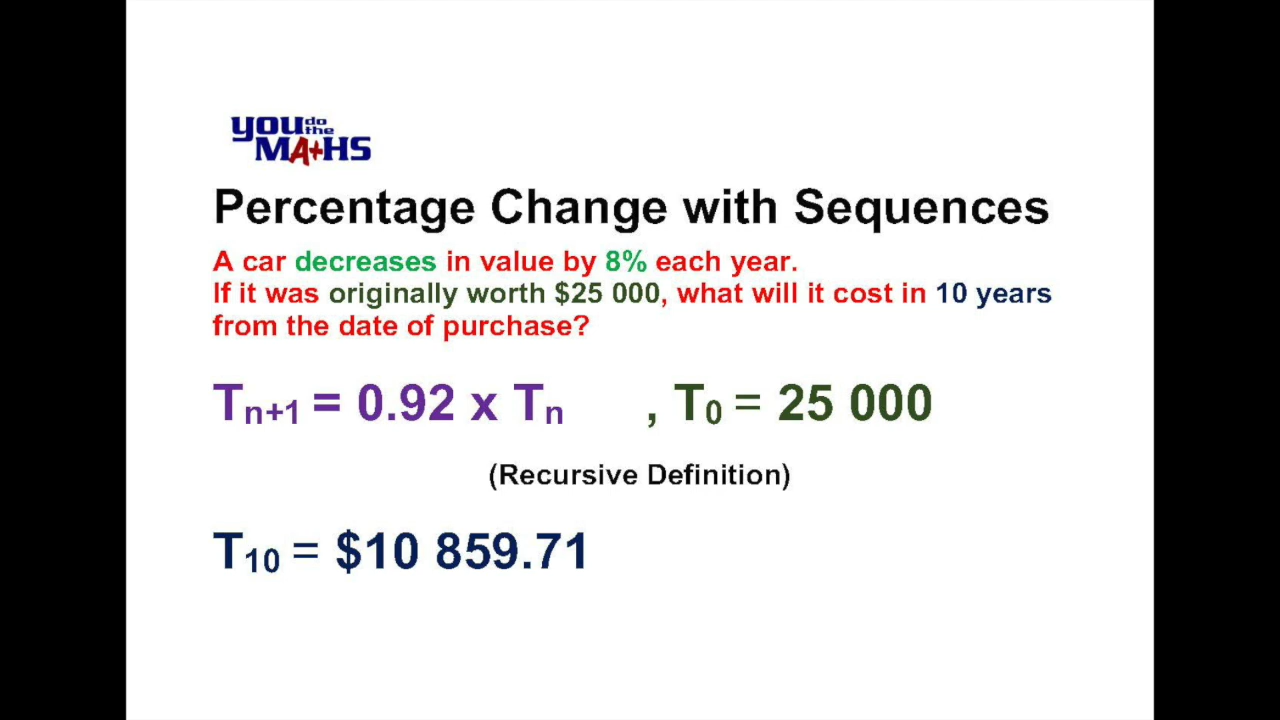 you do the
MA+HS
Percentage Change with Sequences
A car decreases in value by 8% each year.
If it was originally worth $25 000, what will it cost in 10 years
from the date of purchase?
Tn+1 = 0.92 x Tn , T0 = 25 000
(Recursive Definition)
T10 = $10 859.71